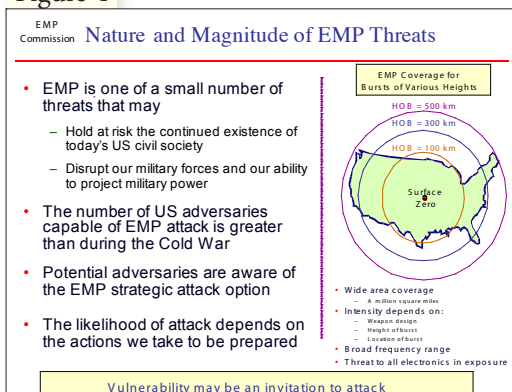 Figure 1
EMP
Commission
Nature and Magnitude of EMP Threats
• EMP is one of a small number of
threats that may
– Hold at risk the continued existence of
today's US civil society
– Disrupt our military forces and our ability
to project military power
• The number of US adversaries
capable of EMP attack is greater
than during the Cold War
• Potential adversaries are aware of
the EMP strategic attack option
• The likelihood of attack depends on
the actions we take to be prepared
EMP Coverage for
Bursts of Various Heights
HOB = 500 km
HOB = 300 km
HOB = 100 km
Surface
Zero
• Wide area coverage
– A million square miles
• Intensity depends on:
– Weapon design
– Height of burst
– Location of burst
• Broad frequency range
• Threat to all electronics in exposure
Vulnerability may be an invitation to attack